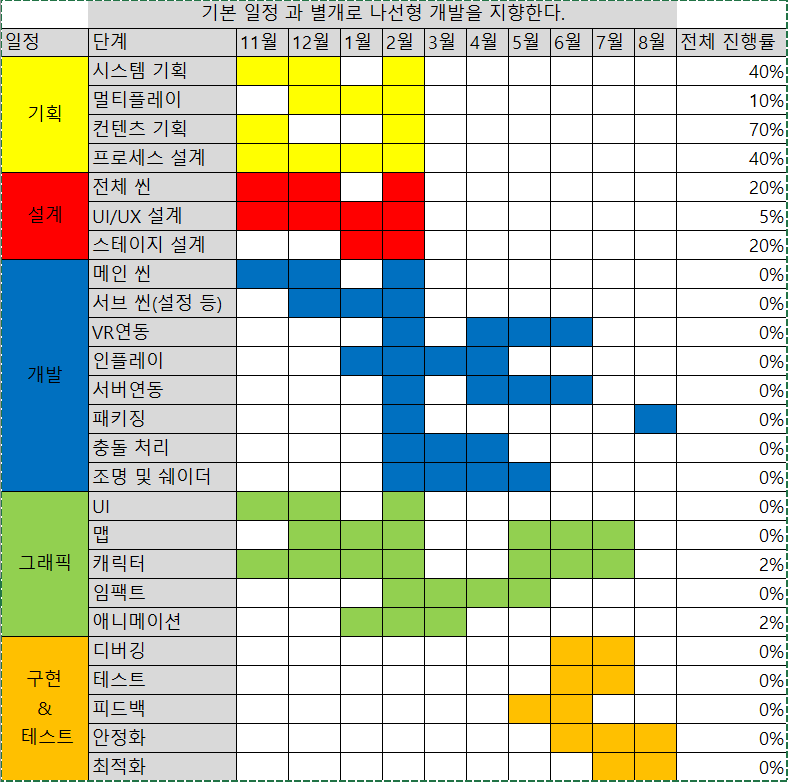 기본 일정 과 별개로 나선형 개발을 지향한다.
일정 단계 11월 12월 1월 2월 3월 4월 5월 6월 7월 8월 전체 진행률
기획
시스템 기획 40%
멀티플레이 10%
컨텐츠 기획 70%
프로세스 설계 40%
설계
전체 씬 20%
UI/UX 설계 5%
스테이지 설계 20%
개발
메인 씬 0%
서브 씬(설정 등) 0%
VR연동 0%
인플레이 0%
서버연동 0%
패키징 0%
충돌 처리 0%
조명 및 쉐이더 0%
그래픽
UI 0%
맵 0%
캐릭터 2%
임팩트 0%
애니메이션 2%
구현
&
테스트
디버깅 0%
테스트 0%
피드백 0%
안정화 0%
최적화 0%